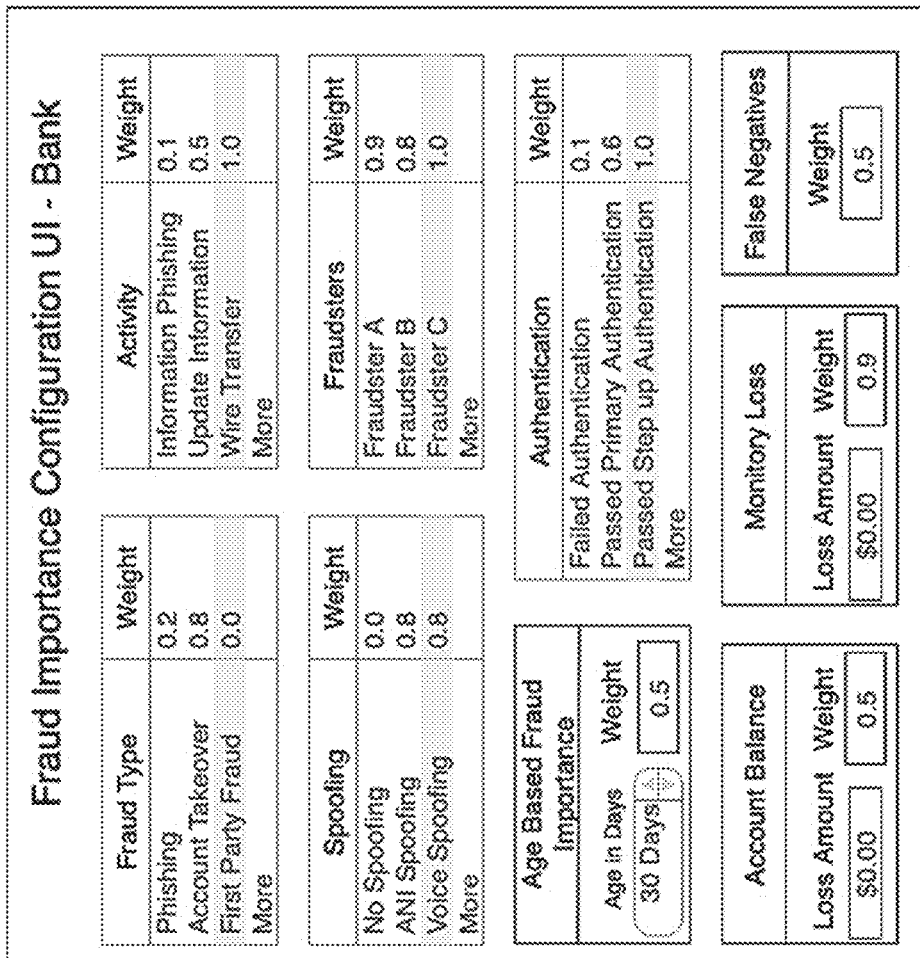 Fraud Importance Configuration UI - Bank
Fraud Type Weight
Phishing 0.2
Account Takeover 0.8
First Party Fraud 0.0
More
Activity Weight
Information Phishing 0.1
Update Information 0.5
Wire Transfer 1.0
More
Spoofing Weight
No Spoofing 0.0
ANI Spoofing 0.8
Voice Spoofing 0.8
More
Fraudsters Weight
Fraudster A 0.9
Fraudster B 0.8
Fraudster C 1.0
More
Age Based Fraud
Importance
Age in Days Weight
30 Days 0.5
Authentication Weight
Failed Authentication 0.1
Passed Primary Authentication 0.6
Passed Step up Authentication 1.0
More
Account Balance
Loss Amount Weight
$0.00 0.5
Monitory Loss
Loss Amount Weight
$0.00 0.9
False Negatives
Weight
0.5